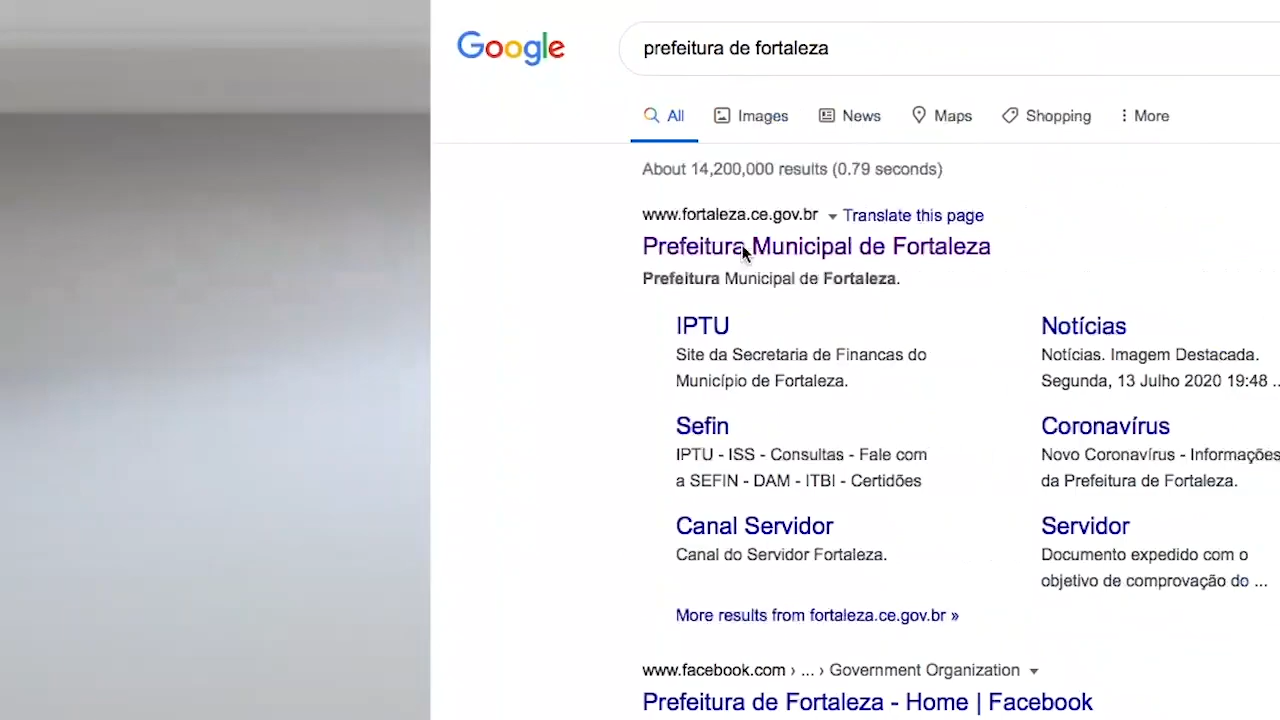 Google
prefeitura de fortaleza
All Images News Maps Shopping More
About 14,200,000 results (0.79 seconds)
www.fortaleza.ce.gov.br Translate this page
Prefeitura Municipal de Fortaleza
Prefeitura Municipal de Fortaleza.
IPTU
Site da Secretaria de Financas do
Município de Fortaleza.
Notícias
Notícias. Imagem Destacada.
Segunda, 13 Julho 2020 19:48 ...
Sefin
IPTU - ISS - Consultas - Fale com
a SEFIN - DAM - ITBI - Certidões
Coronavírus
Novo Coronavírus - Informações
da Prefeitura de Fortaleza.
Canal Servidor
Canal do Servidor Fortaleza.
Servidor
Documento expedido com o
objetivo de comprovação do ...
More results from fortaleza.ce.gov.br »
www.facebook.com › ... › Government Organization
Prefeitura de Fortaleza - Home | Facebook